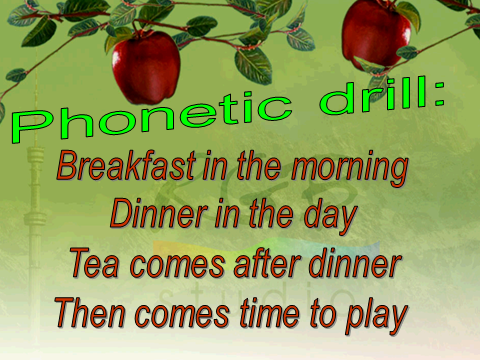 Phonetic drill:
Breakfast in the morning
Dinner in the day
Tea comes after dinner
Then comes time to play